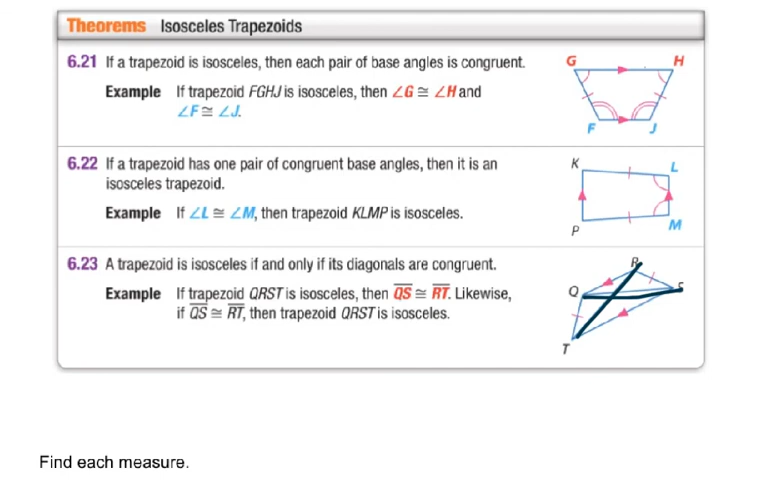 Theorems Isosceles Trapezoids
6.21 If a trapezoid is isosceles, then each pair of base angles is congruent.
Example If trapezoid FGHJ is isosceles, then ∠G ≅ ∠H and
∠F ≅ ∠J.
G H
F J
6.22 If a trapezoid has one pair of congruent base angles, then it is an
isosceles trapezoid.
Example If ∠L ≅ ∠M, then trapezoid KLMP is isosceles.
K L
P M
6.23 A trapezoid is isosceles if and only if its diagonals are congruent.
Example If trapezoid QRST is isosceles, then QS ≅ RT. Likewise,
if QS ≅ RT, then trapezoid QRST is isosceles.
R
Q S
T
Find each measure.